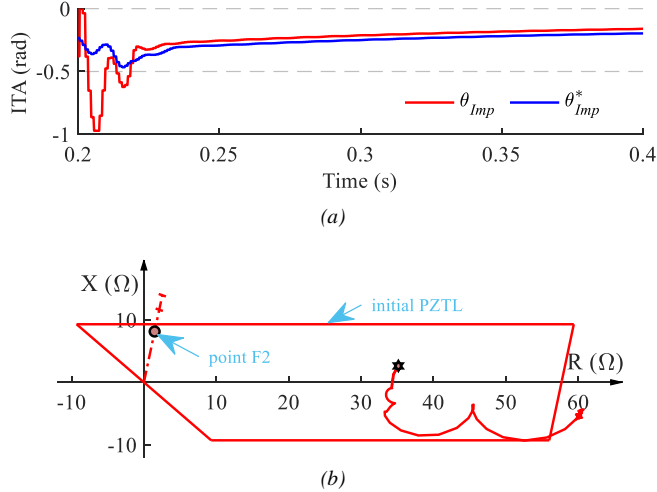 0
-0.5
-1
ITA (rad)
θImp
θ*Imp
0.2
0.25
0.3
0.35
0.4
Time (s)
(a)
X (Ω)
10
initial PZTL
point F2
R (Ω)
-10
10
20
30
40
50
60
-10
(b)